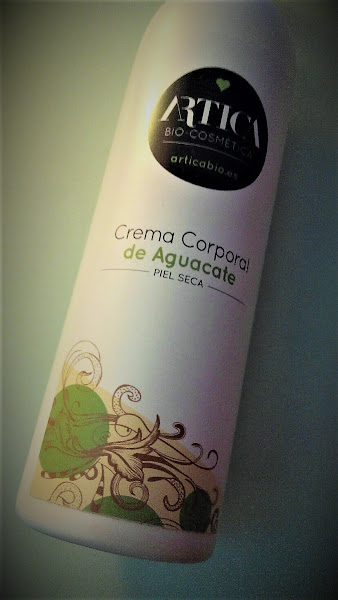 ARTICA
BIO-COSMÉTICA
articabio.es
Crema Corporal
de Aguacate
PIEL SECA